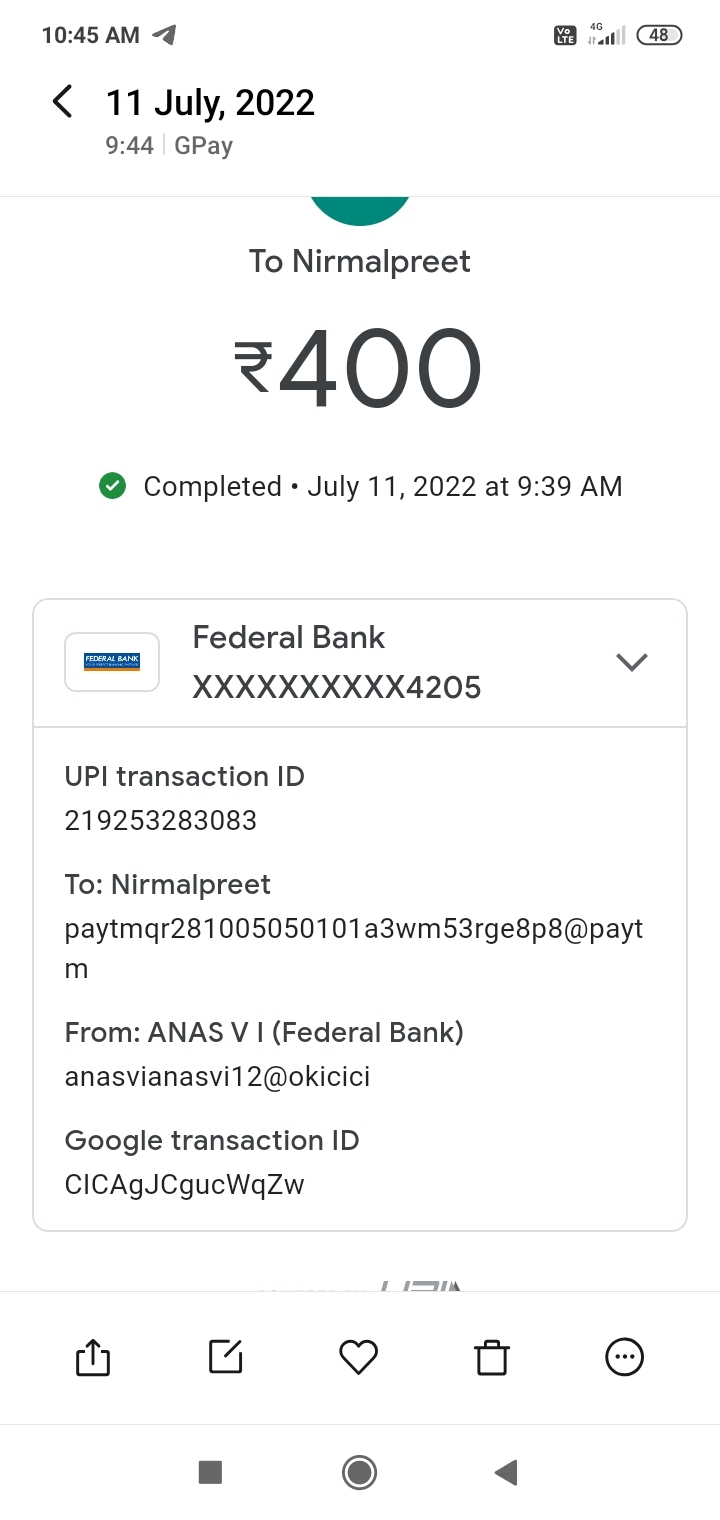 10:45 AM
Vo LTE 4G 48
11 July, 2022
9:44 | GPay
To Nirmalpreet
₹400
Completed • July 11, 2022 at 9:39 AM
FEDERAL BANK
Federal Bank
XXXXXXXXXX4205
UPI transaction ID
219253283083
To: Nirmalpreet
paytmqr281005050101a3wm53rge8p8@payt
m
From: ANAS V I (Federal Bank)
anasvianasvi12@okicici
Google transaction ID
CICAgJCgucWqZw